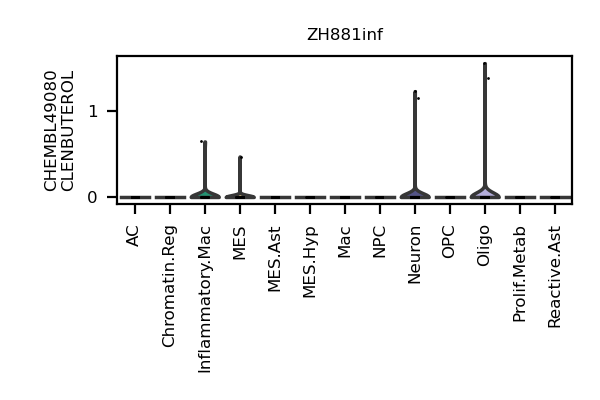 ZH881inf
CHEMBL49080
CLENBUTEROL
1
0
AC
Chromatin.Reg
Inflammatory.Mac
MES
MES.Ast
MES.Hyp
Mac
NPC
Neuron
OPC
Oligo
Prolif.Metab
Reactive.Ast